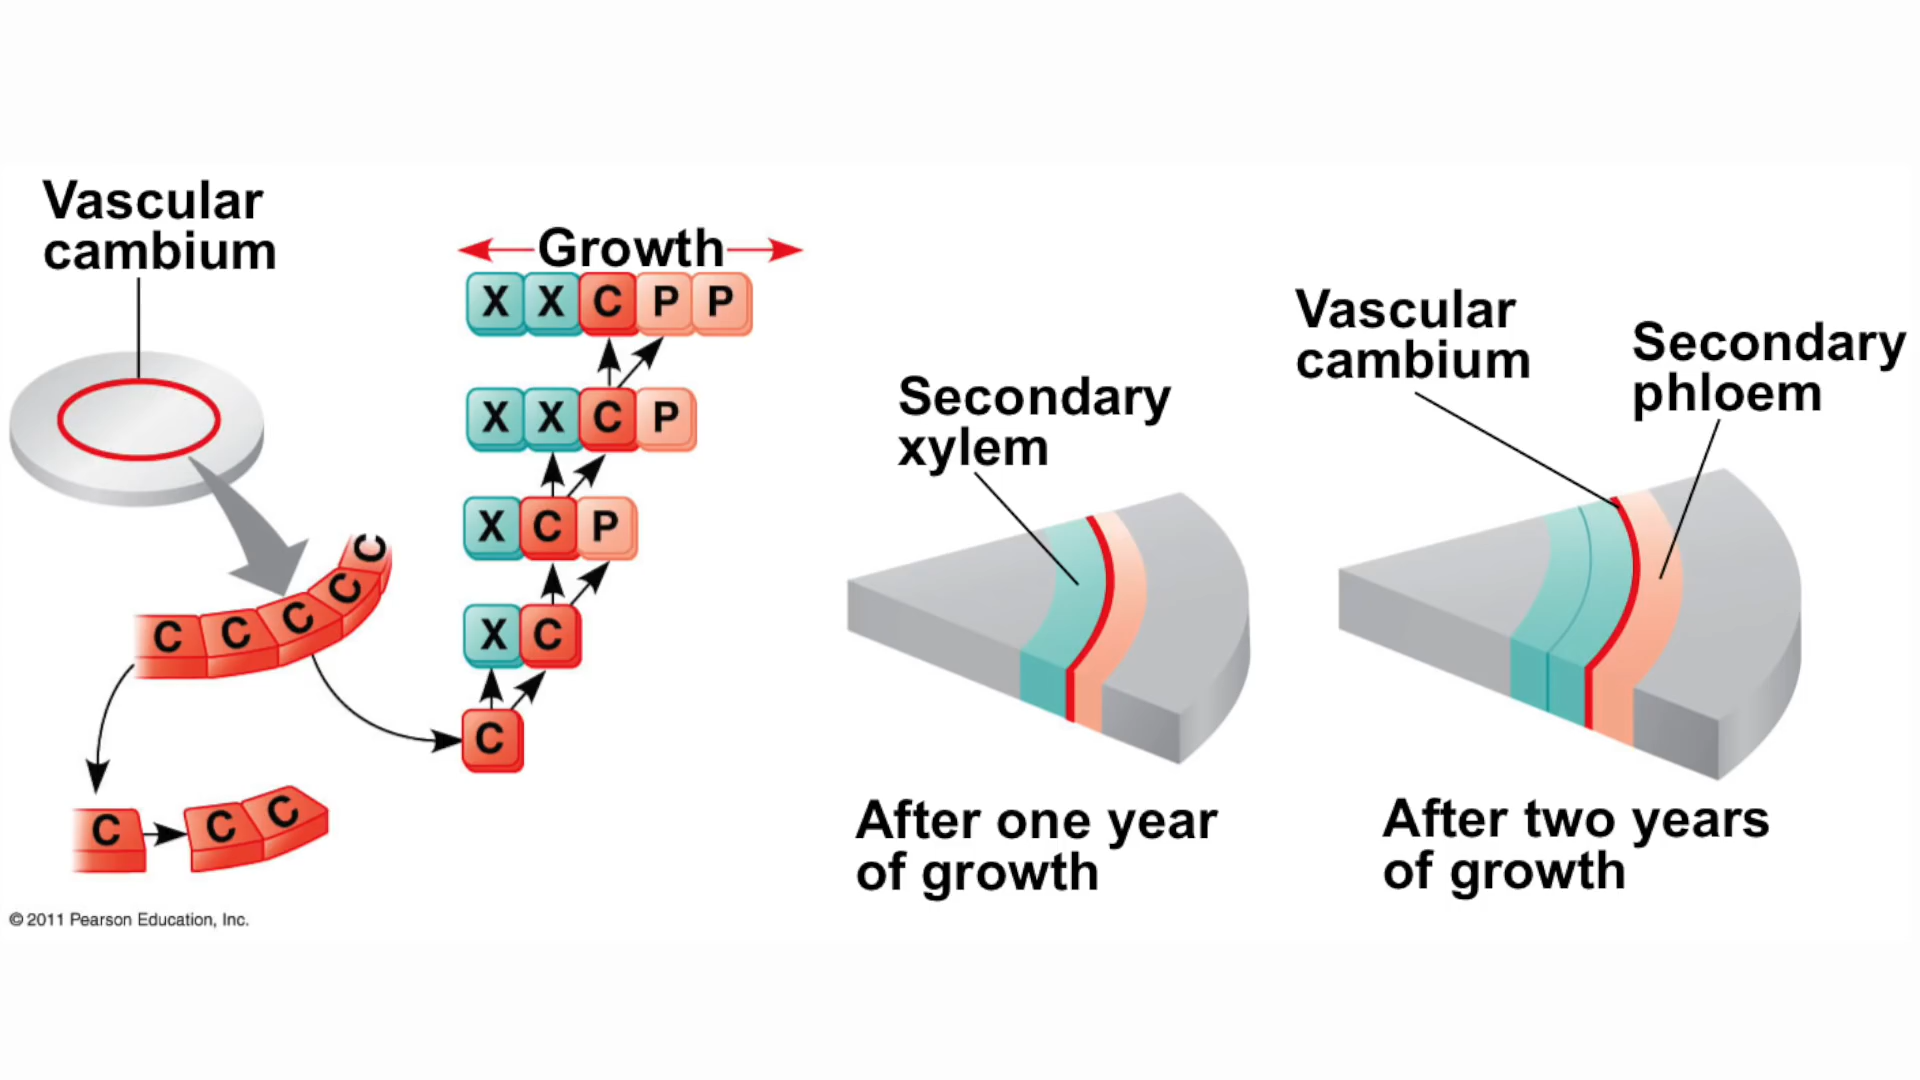 Vascular
cambium
Growth
X X C P P
X X C P
X C P
X C
C
C C C C C
C C C
Secondary
xylem
After one year
of growth
Vascular
cambium
Secondary
phloem
After two years
of growth
© 2011 Pearson Education, Inc.